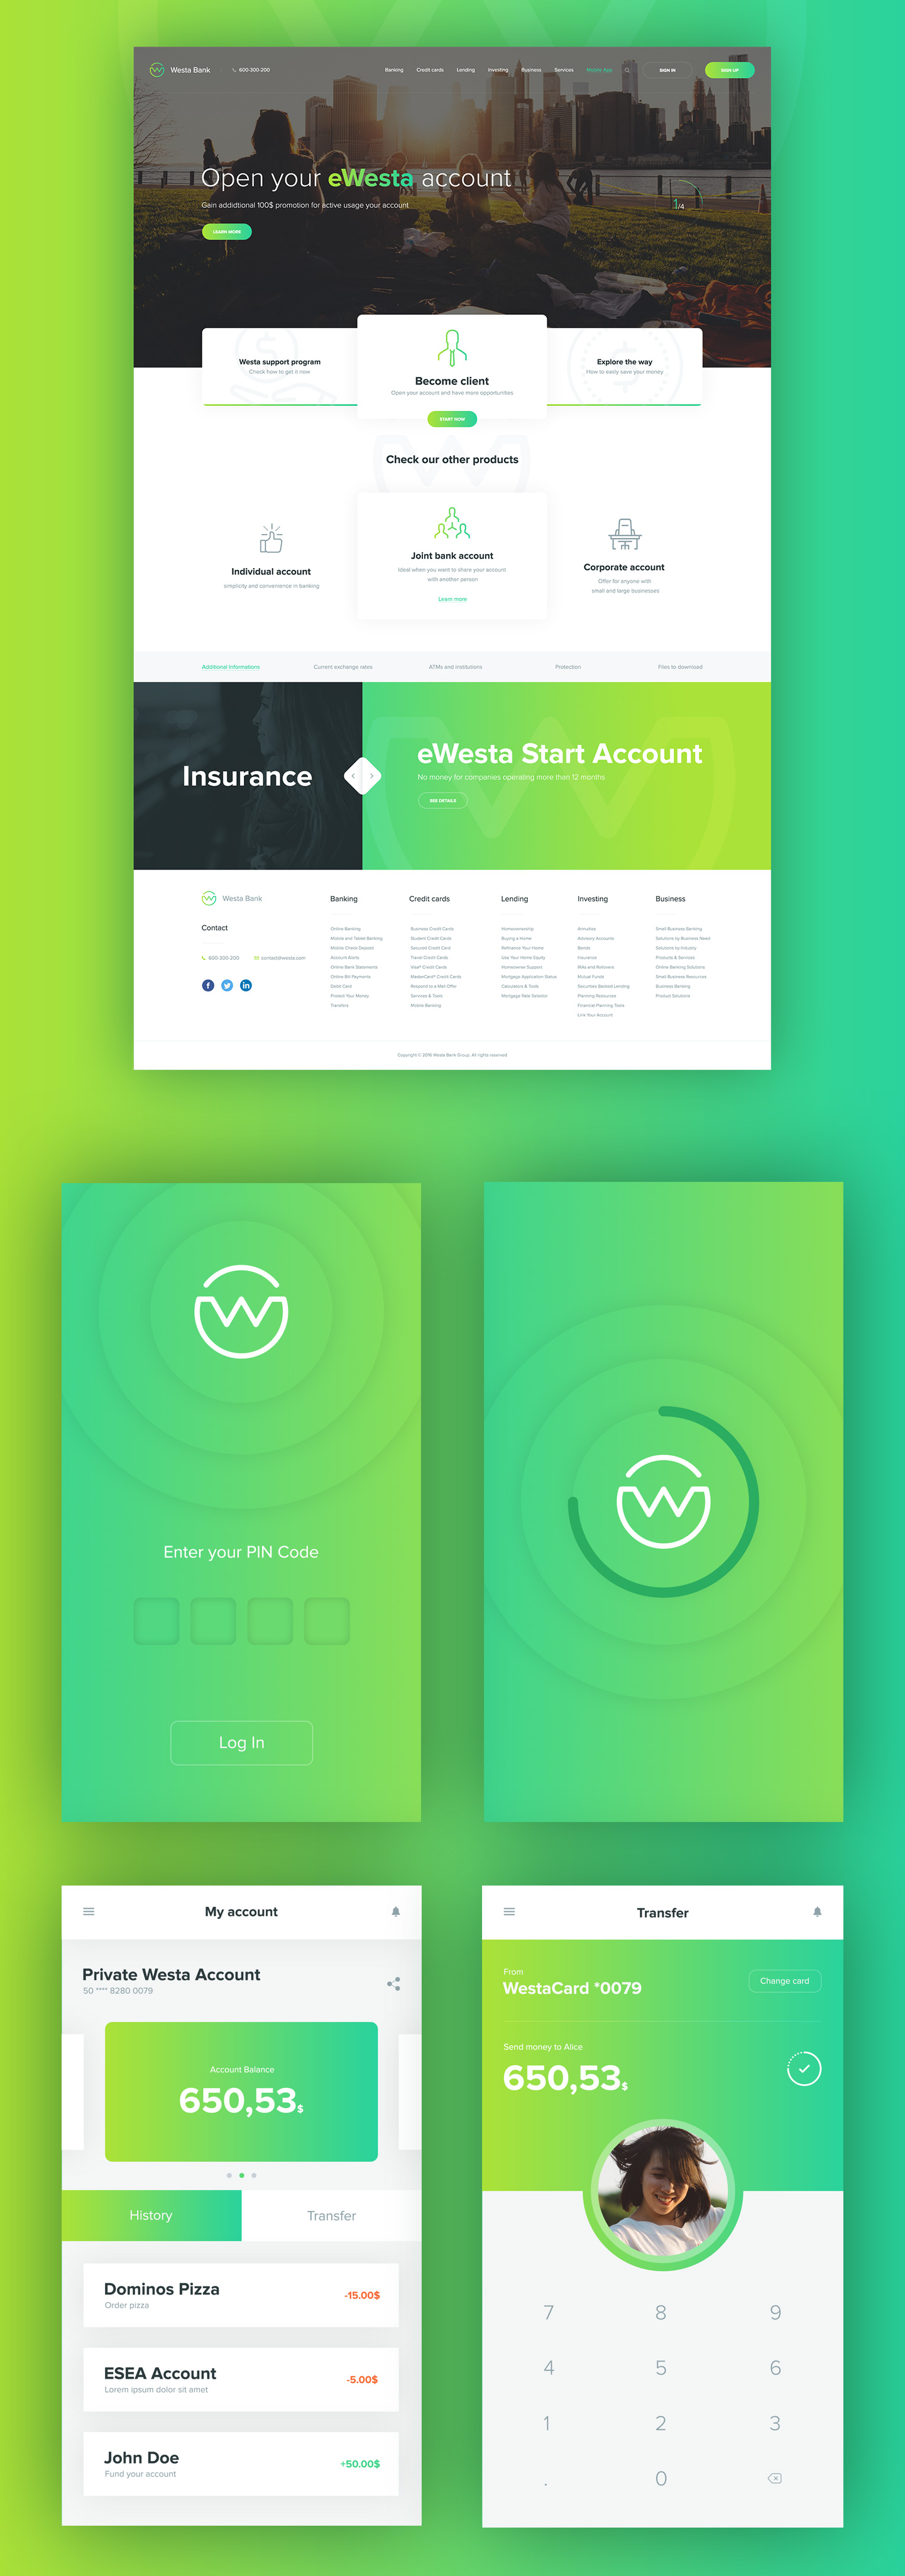 Westa Bank
600-300-200
Banking
Credit cards
Lending
Investing
Business
Services
Mobile App
SIGN IN
SIGN UP
Open your eWesta account
Gain addidtional 100$ promotion for active usage your account
LEARN MORE
1/4
Westa support program
Check how to get it now
Become client
Open your account and have more opportunities
START NOW
Explore the way
How to easily save your money
Check our other products
Individual account
simplicity and convenience in banking
Joint bank account
Ideal when you want to share your account
with another person
Learn more
Corporate account
Offer for anyone with
small and large businesses
Additional informations
Current exchange rates
ATMs and institutions
Protection
Files to download
Insurance
eWesta Start Account
No money for companies operating more than 12 months
SEE DETAILS
Westa Bank
Contact
600-300-200
contact@westa.com
Banking
Online Banking
Mobile and Tablet Banking
Mobile Check Deposit
Account Alerts
Online Bank Statements
Online Bill Payments
Debit Card
Protect Your Money
Transfers
Credit cards
Business Credit Cards
Student Credit Cards
Secured Credit Card
Travel Credit Cards
Visa® Credit Cards
MasterCard® Credit Cards
Respond to a Mail Offer
Services & Tools
Mobile Banking
Lending
Homeownership
Buying a Home
Refinance Your Home
Use Your Home Equity
Homeowner Support
Mortgage Application Status
Calculators & Tools
Mortgage Rate Selector
Investing
Annuities
Advisory Accounts
Bonds
Insurance
IRAs and Rollovers
Mutual Funds
Securities Backed Lending
Planning Resources
Financial Planning Tools
Link Your Account
Business
Small Business Banking
Solutions by Business Need
Solutions by Industry
Products & Services
Online Banking Solutions
Small Business Resources
Business Banking
Product Solutions
Copyright © 2016 Westa Bank Group. All rights reserved
Enter your PIN Code
Log In
My account
Private Westa Account
50 **** 8280 0079
Account Balance
650,53$
History
Transfer
Dominos Pizza
Order pizza
-15.00$
ESEA Account
Lorem ipsum dolor sit amet
-5.00$
John Doe
Fund your account
+50.00$
Transfer
From
WestaCard *0079
Change card
Send money to Alice
650,53$
7 8 9
4 5 6
1 2 3
. 0